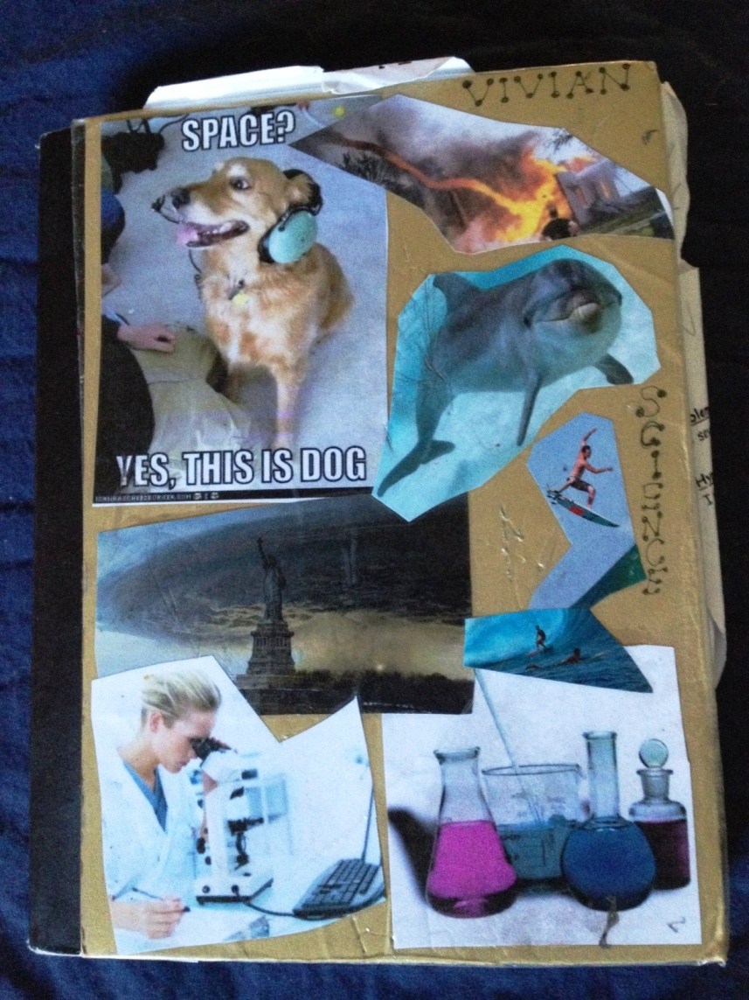 VIVIAN
SPACE?
YES, THIS IS DOG
SCIENCE